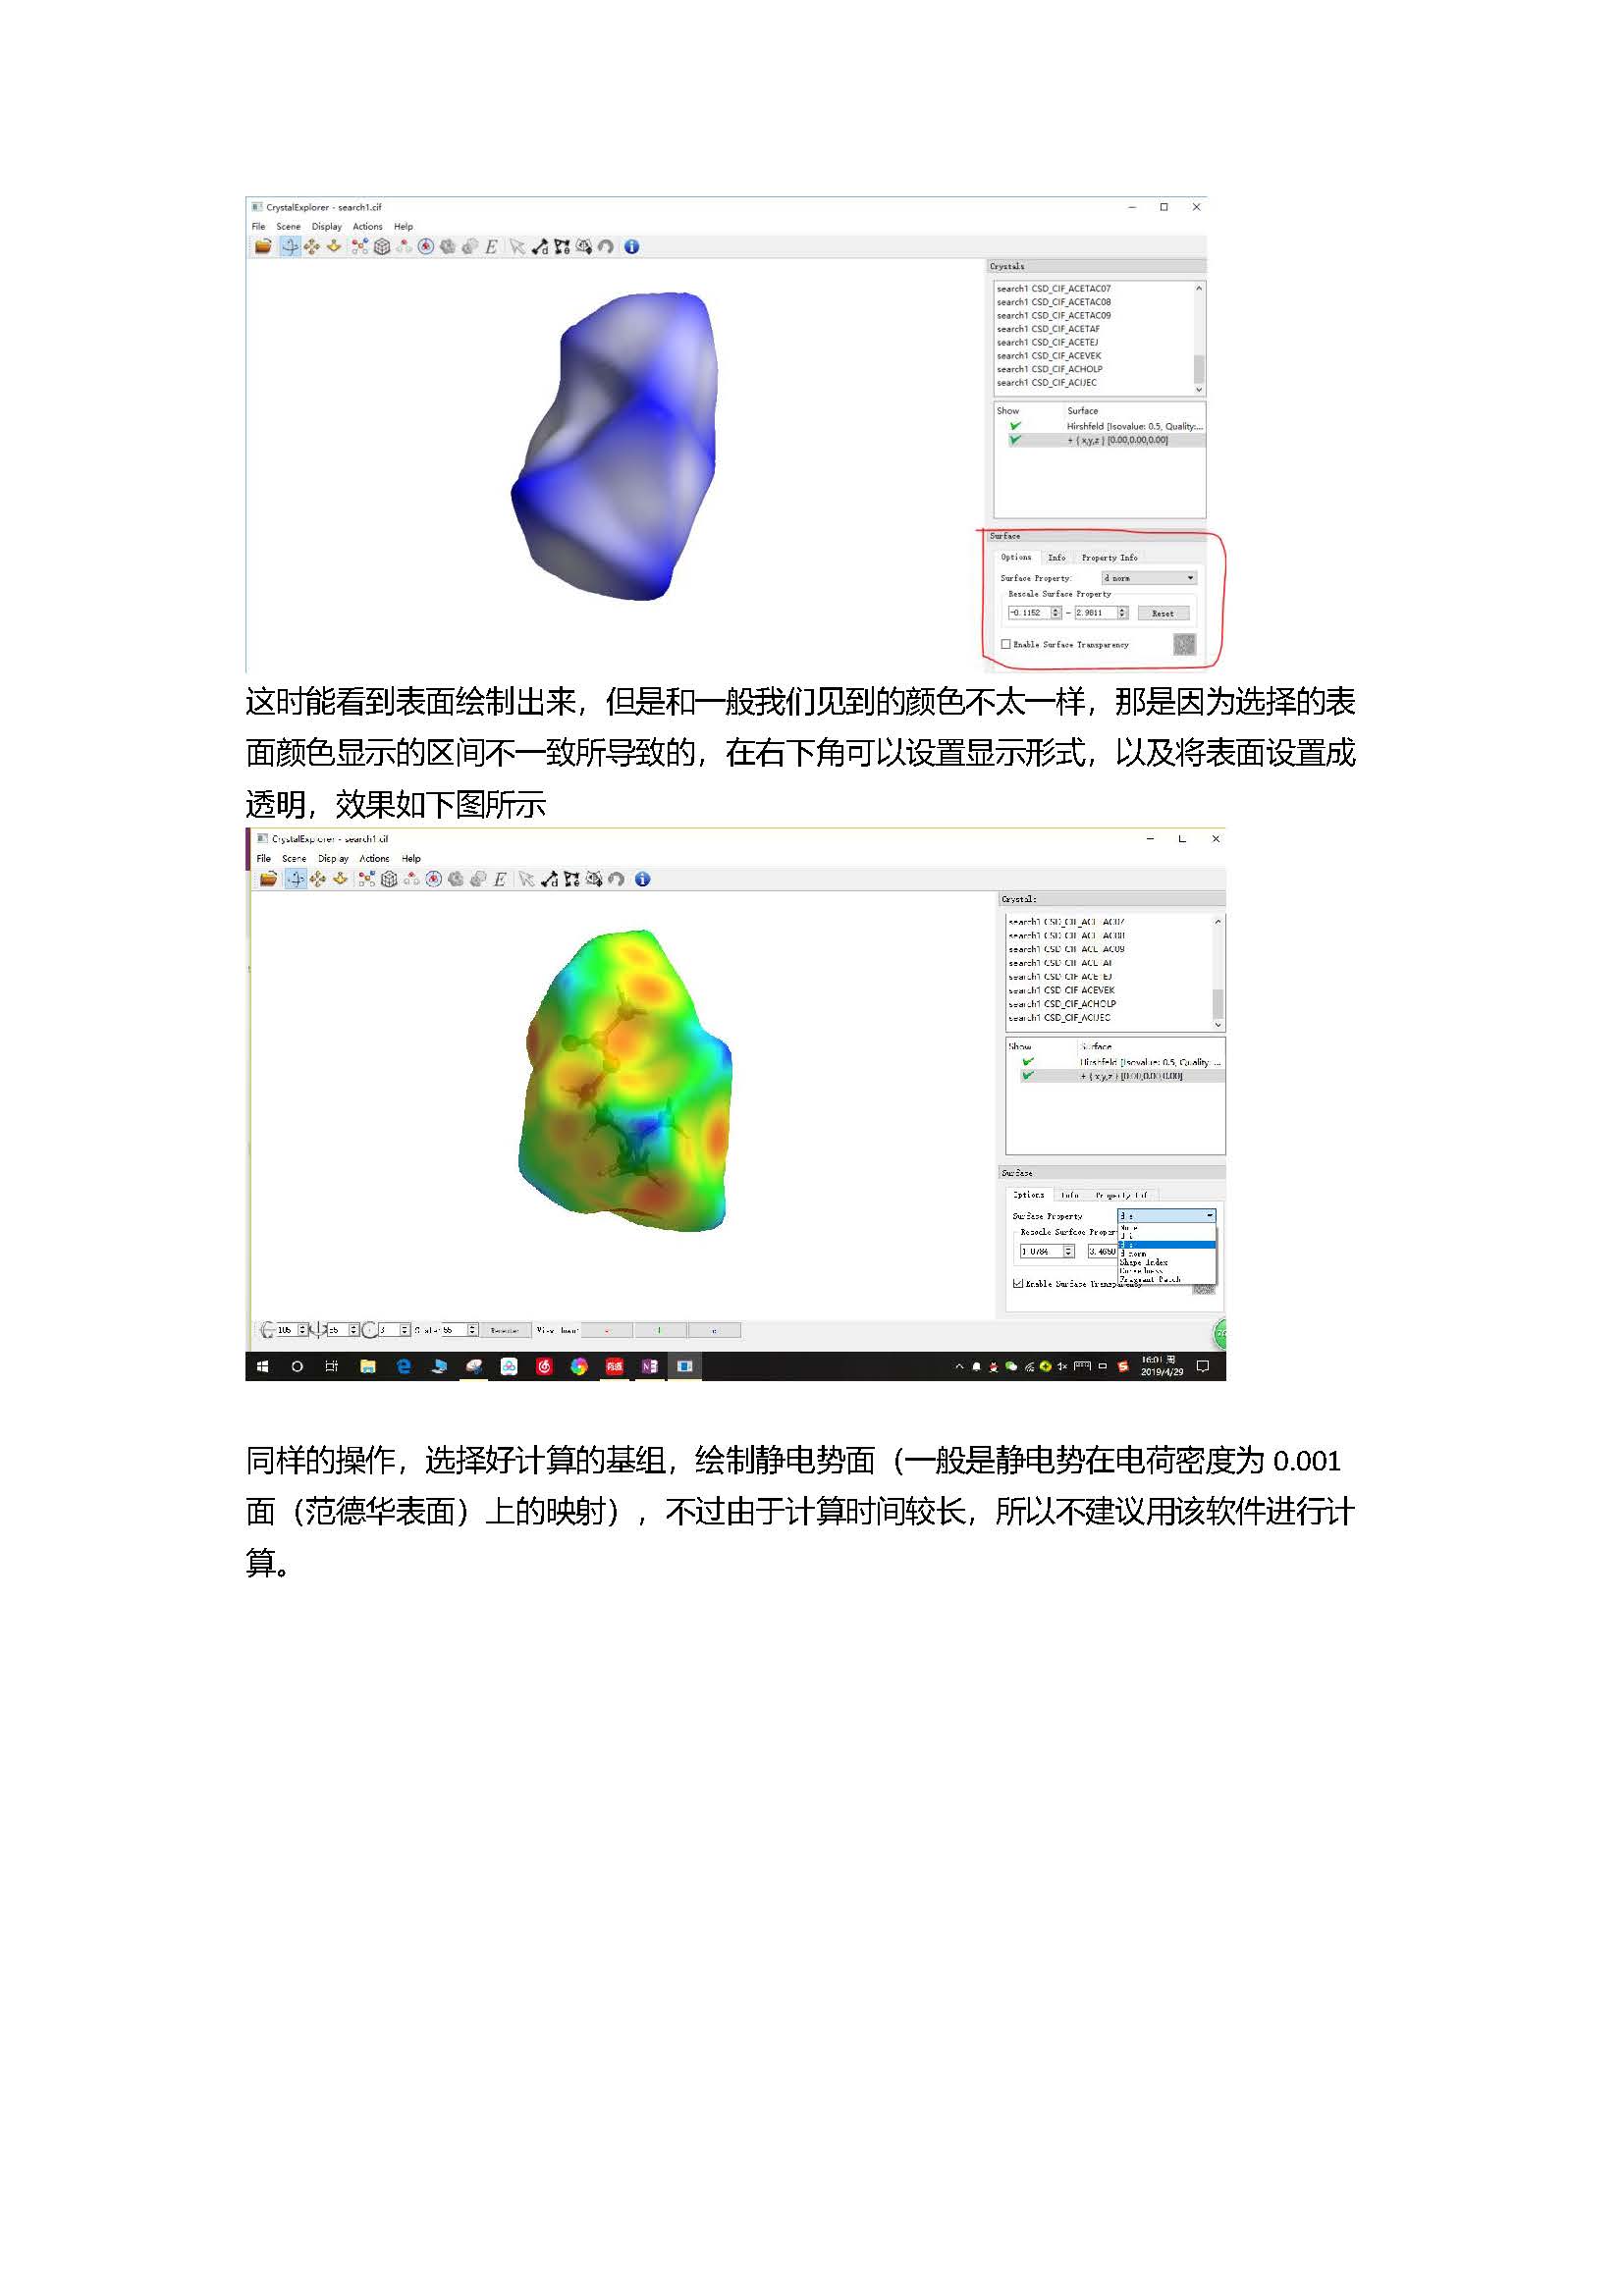 CrystalExplorer - search1.cif
File Scene Display Actions Help
Crystals
search1 CSD_CIF_ACETAC07
search1 CSD_CIF_ACETAC08
search1 CSD_CIF_ACETAC09
search1 CSD_CIF_ACETAF
search1 CSD_CIF_ACETEJ
search1 CSD_CIF_ACEVEK
search1 CSD_CIF_ACHOLP
search1 CSD_CIF_ACIJEC
Show Surface
Hirshfeld [Isovalue: 0.5, Quality:...
+ { x,y,z } [0.00,0.00,0.00]
Surface
Options Info Property Info
Surface Property: d norm
Rescale Surface Property
-0.1152 - 2.9811 Reset
Enable Surface Transparency
这时能看到表面绘制出来，但是和一般我们见到的颜色不太一样，那是因为选择的表
面颜色显示的区间不一致所导致的，在右下角可以设置显示形式，以及将表面设置成
透明，效果如下图所示
CrystalExplorer - search1.cif
File Scene Display Actions Help
Crystals
search1 CSD_CIF_ACETAC07
search1 CSD_CIF_ACETAC08
search1 CSD_CIF_ACETAC09
search1 CSD_CIF_ACETAF
search1 CSD_CIF_ACETEJ
search1 CSD_CIF_ACEVEK
search1 CSD_CIF_ACHOLP
search1 CSD_CIF_ACIJEC
Show Surface
Hirshfeld [Isovalue: 0.5, Quality: ...
+ { x,y,z } [0.00,0.00,0.00]
Surface
Options Info Property Inf
Surface Property d e
None
d i
d e
Rescale Surface Proper
d norm
1.0784 3.4650
Shape Index
Curvedness
Fragment Patch
Enable Surface Transparency
105 55 3 Scale: 55
16:01 周
2019/4/29
同样的操作，选择好计算的基组，绘制静电势面（一般是静电势在电荷密度为 0.001
面（范德华表面）上的映射），不过由于计算时间较长，所以不建议用该软件进行计
算。